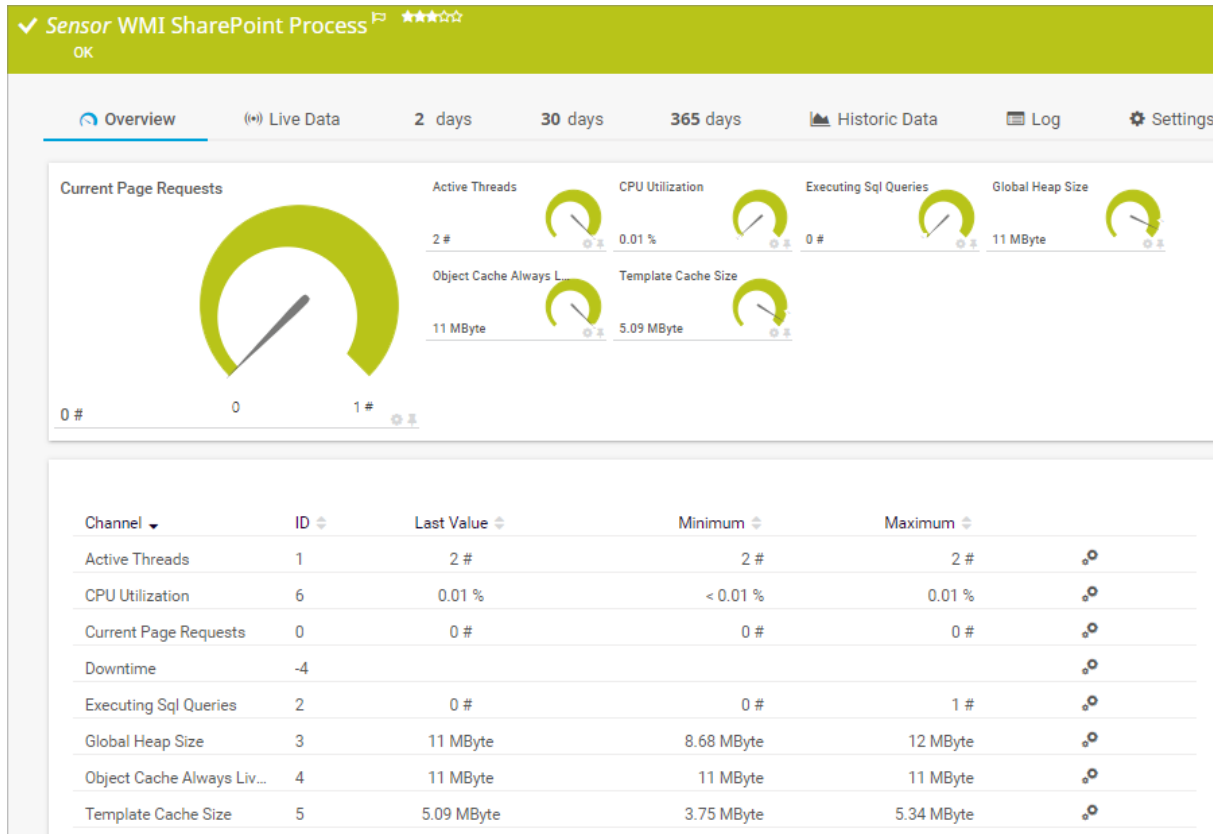 Sensor WMI SharePoint Process
OK
Overview Live Data 2 days 30 days 365 days Historic Data Log Settings
Current Page Requests
0 #
0 1 #
Active Threads
2 #
CPU Utilization
0.01 %
Executing Sql Queries
0 #
Global Heap Size
11 MByte
Object Cache Always L...
11 MByte
Template Cache Size
5.09 MByte
Channel ID Last Value Minimum Maximum
Active Threads 1 2 # 2 # 2 #
CPU Utilization 6 0.01 % < 0.01 % 0.01 %
Current Page Requests 0 0 # 0 # 0 #
Downtime -4
Executing Sql Queries 2 0 # 0 # 1 #
Global Heap Size 3 11 MByte 8.68 MByte 12 MByte
Object Cache Always Liv... 4 11 MByte 11 MByte 11 MByte
Template Cache Size 5 5.09 MByte 3.75 MByte 5.34 MByte